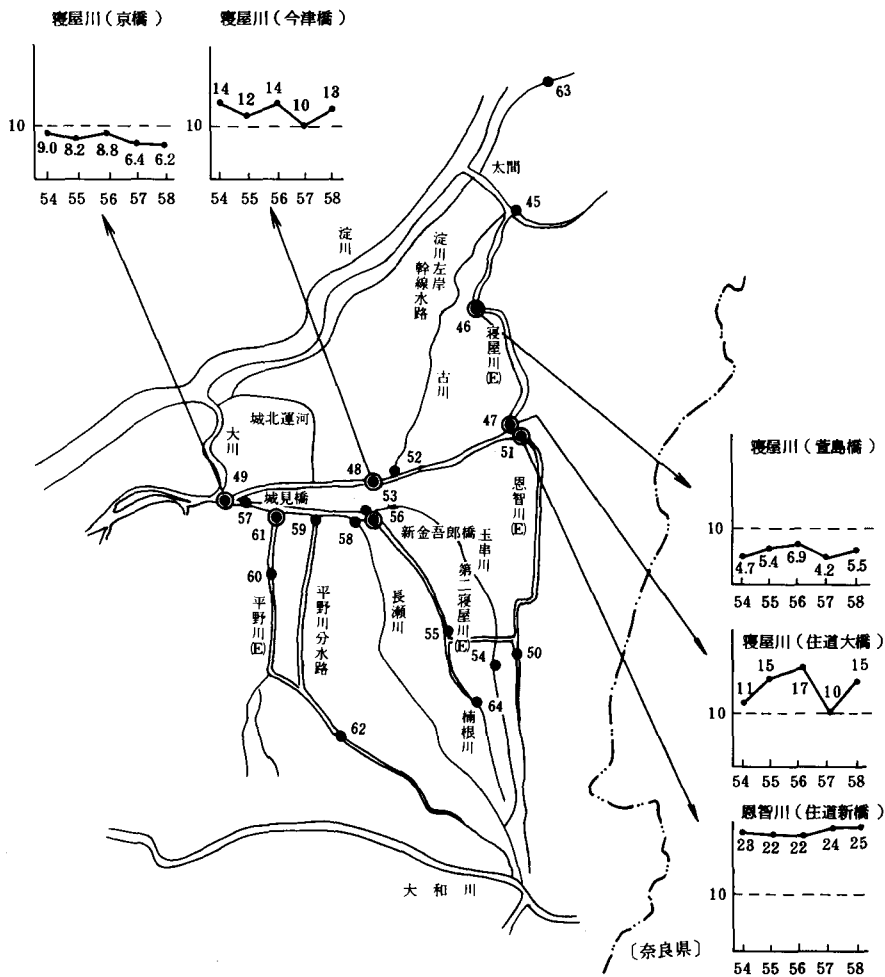 寝屋川(京橋)
10
9.0 8.2 8.8 6.4 6.2
54 55 56 57 58
寝屋川(今津橋)
10
14 12 14 10 13
54 55 56 57 58
63
太間
45
淀川
淀川左岸
幹線水路
46
寝屋川(E)
古川
城北運河
大川
47
51
52
48
49
城見橋
53
56
57
61
59
58
新金吾郎橋
恩智川(E)
玉串川
60
平野川(E)
平野川分水路
長瀬川
第二寝屋川(E)
55
54
50
64
楠根川
62
大和川
〔奈良県〕
寝屋川(萱島橋)
10
4.7 5.4 6.9 4.2 5.5
54 55 56 57 58
寝屋川(住道大橋)
11 15 17 10 15
10
54 55 56 57 58
恩智川(住道新橋)
23 22 22 24 25
10
54 55 56 57 58